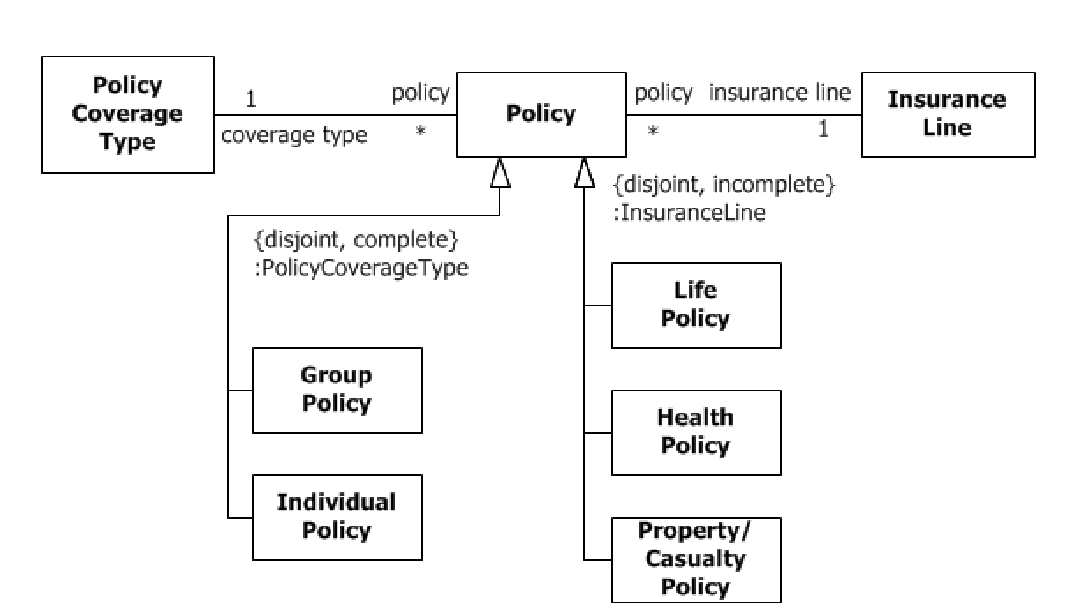 Policy
Coverage
Type
1
coverage type
policy
*
Policy
policy
*
insurance line
1
Insurance
Line
{disjoint, complete}
:PolicyCoverageType
{disjoint, incomplete}
:InsuranceLine
Group
Policy
Individual
Policy
Life
Policy
Health
Policy
Property/
Casualty
Policy